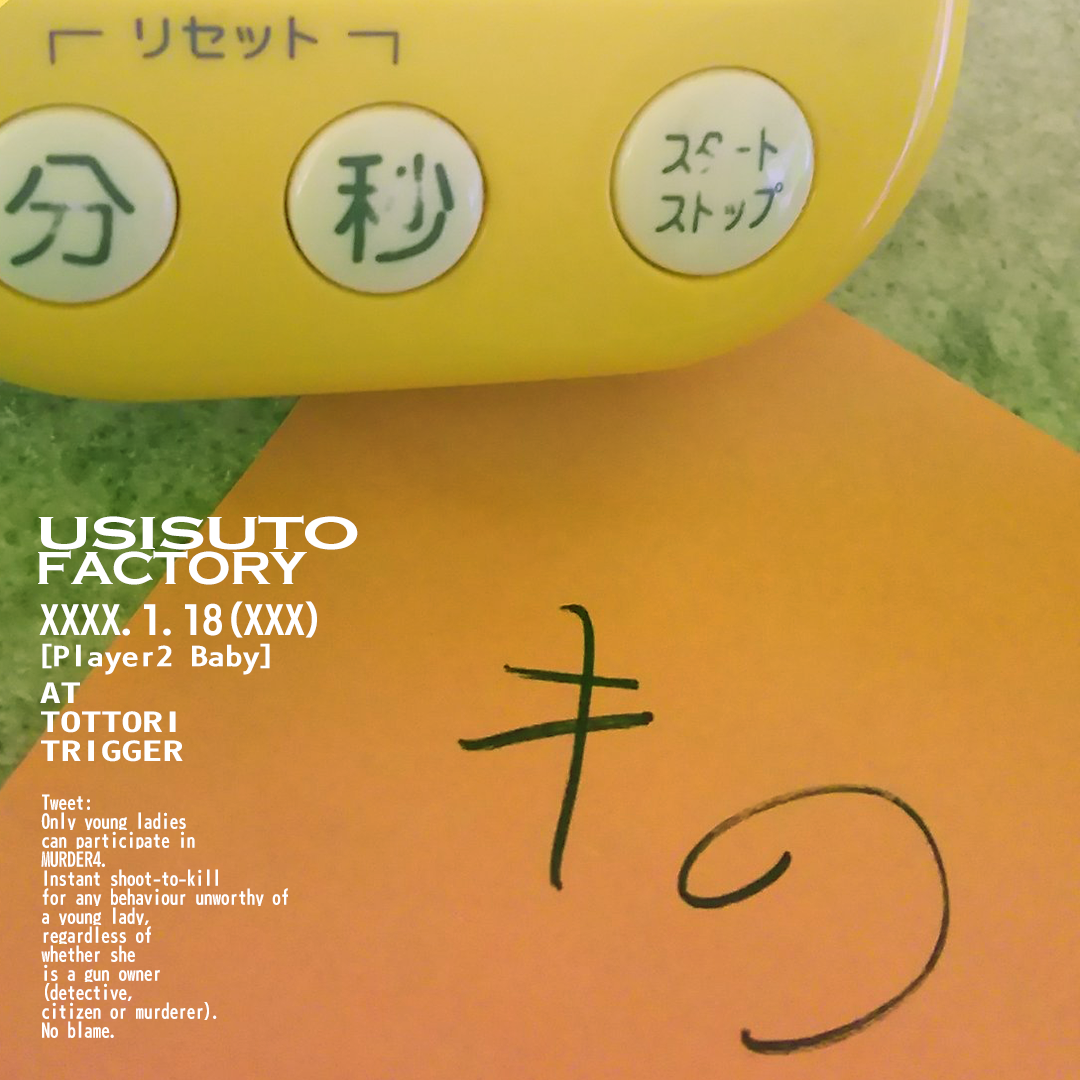 リセット
分
秒
スタート
ストップ
USISUTO
FACTORY
XXXX. 1. 18(XXX)
[Player2 Baby]
AT
TOTTORI
TRIGGER
Tweet:
Only young ladies
can participate in
MURDER4.
Instant shoot-to-kill
for any behaviour unworthy of
a young lady,
regardless of
whether she
is a gun owner
(detective,
citizen or murderer).
No blame.